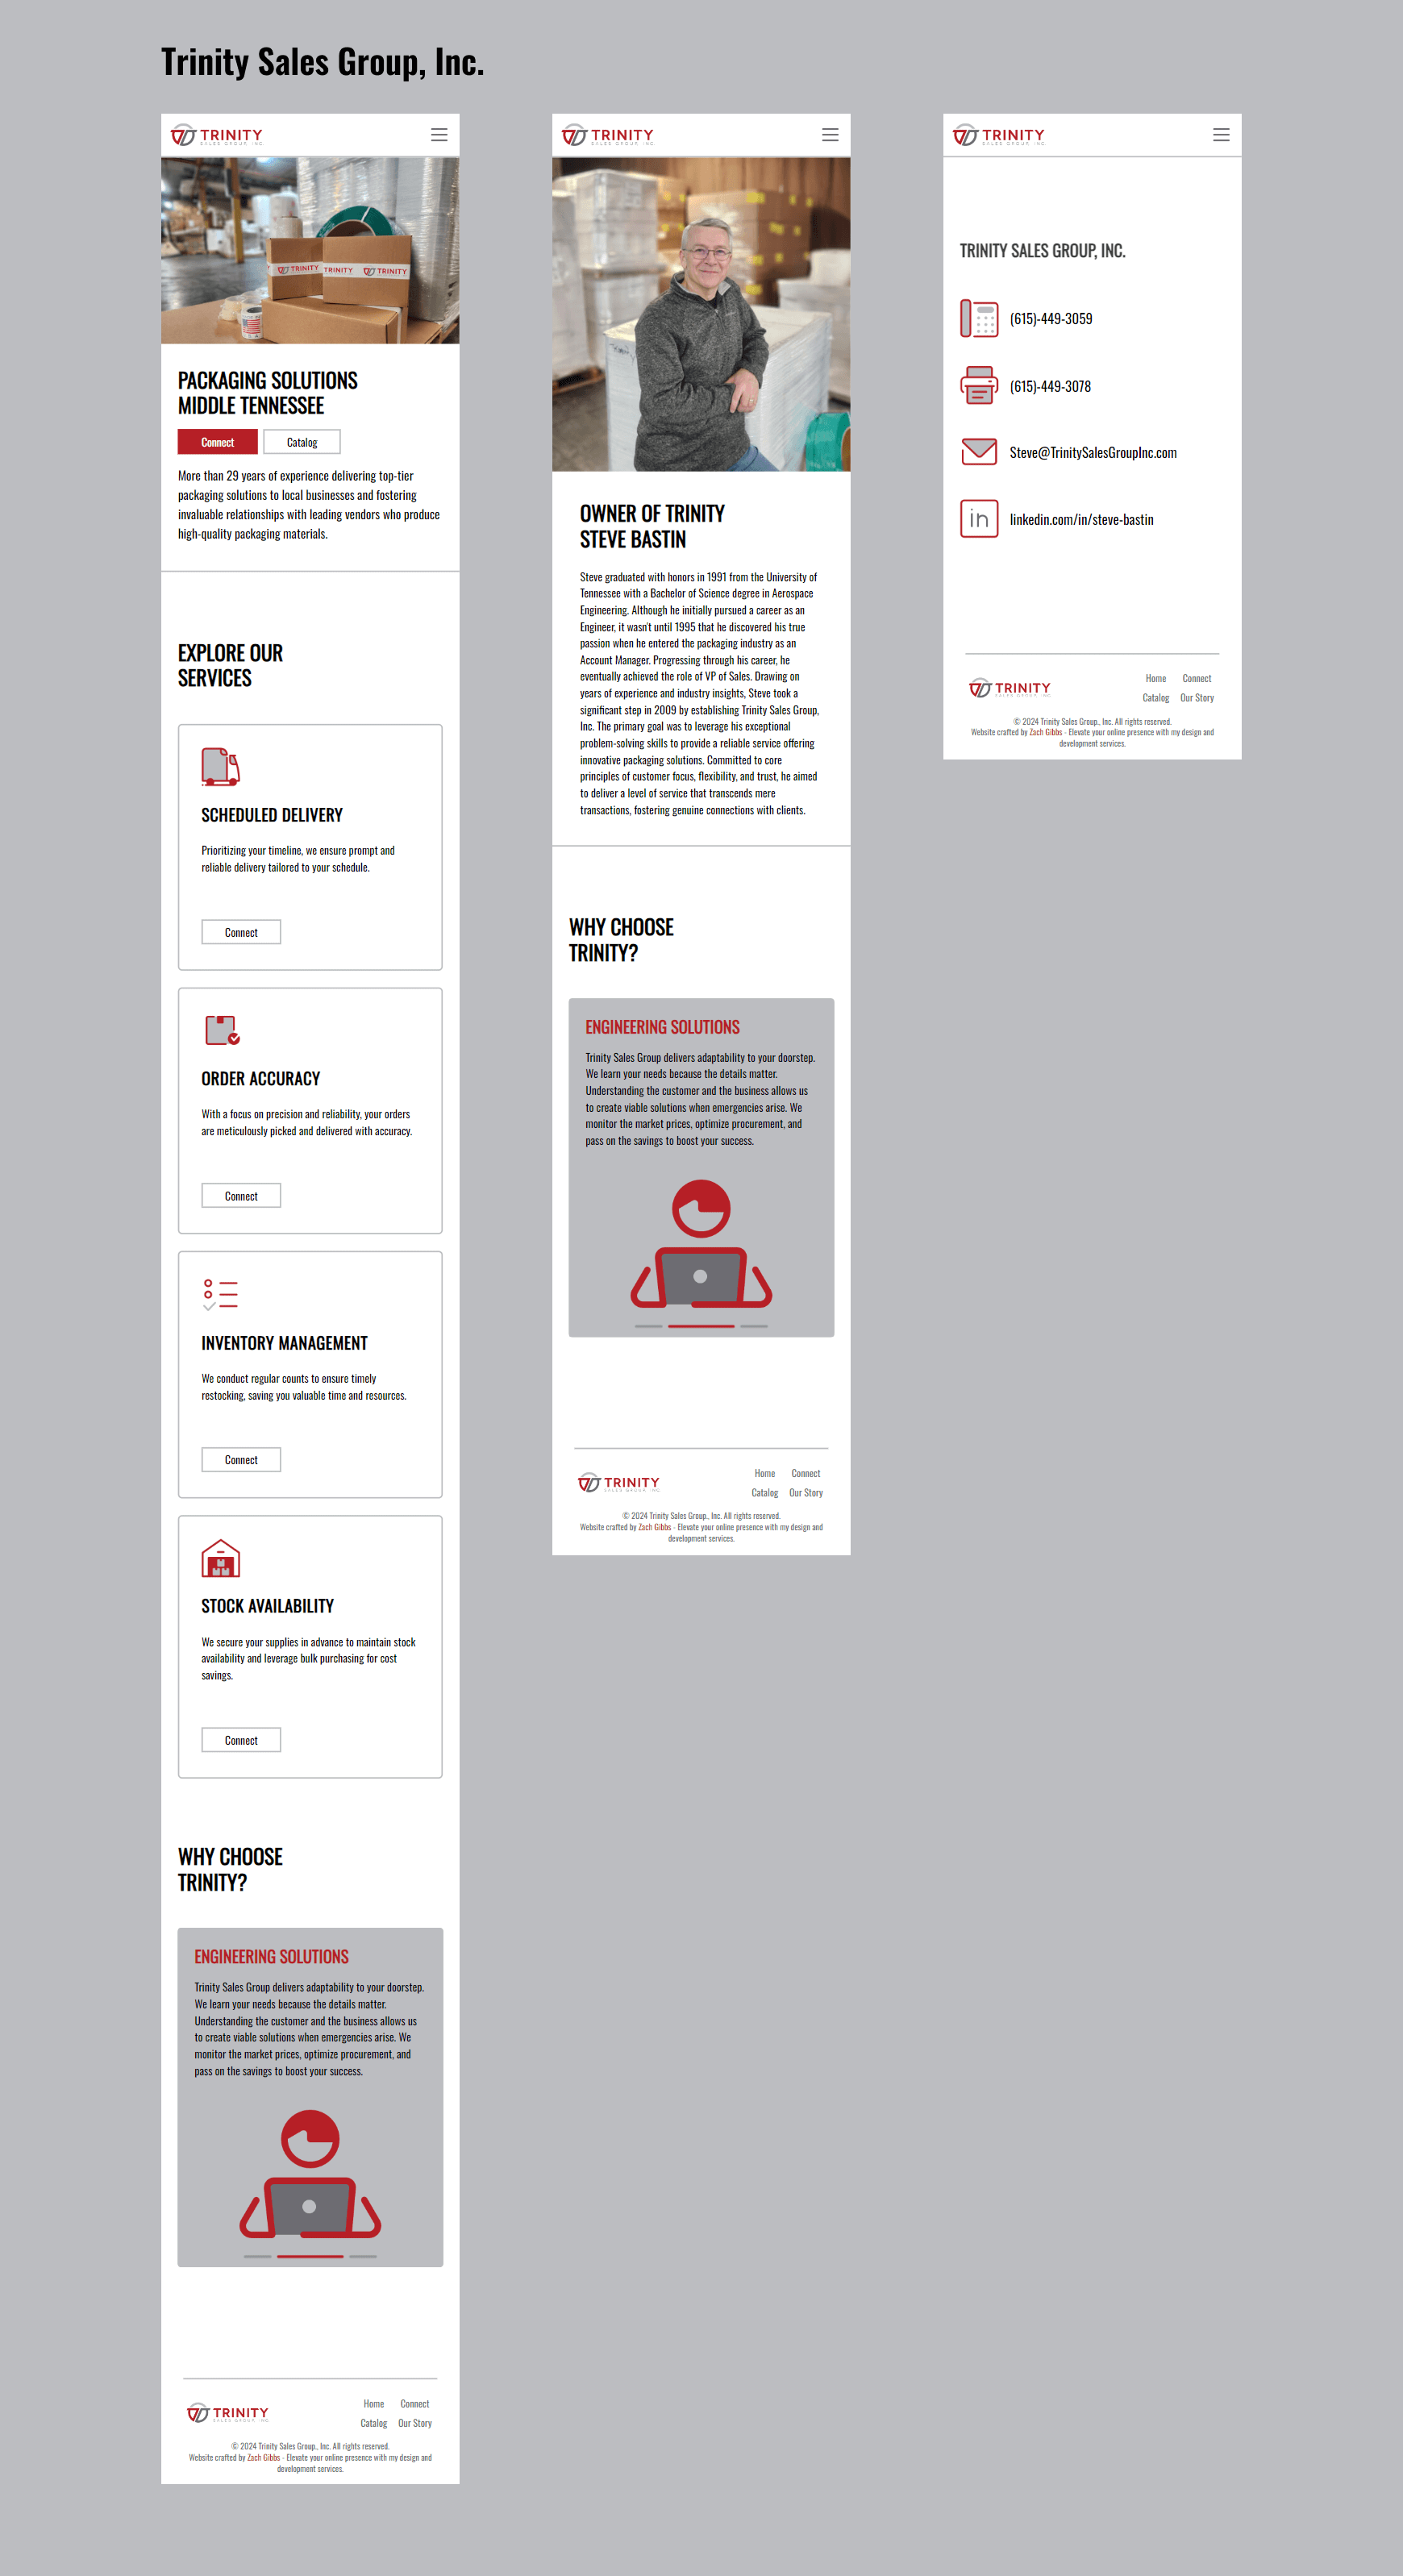 Trinity Sales Group, Inc.
TRINITY
SALES GROUP INC
TRINITY
TRINITY
TRINITY
PACKAGING SOLUTIONS
MIDDLE TENNESSEE
Connect
Catalog
More than 29 years of experience delivering top-tier
packaging solutions to local businesses and fostering
invaluable relationships with leading vendors who produce
high-quality packaging materials.
EXPLORE OUR
SERVICES
SCHEDULED DELIVERY
Prioritizing your timeline, we ensure prompt and
reliable delivery tailored to your schedule.
Connect
ORDER ACCURACY
With a focus on precision and reliability, your orders
are meticulously picked and delivered with accuracy.
Connect
INVENTORY MANAGEMENT
We conduct regular counts to ensure timely
restocking, saving you valuable time and resources.
Connect
STOCK AVAILABILITY
We secure your supplies in advance to maintain stock
availability and leverage bulk purchasing for cost
savings.
Connect
WHY CHOOSE
TRINITY?
ENGINEERING SOLUTIONS
Trinity Sales Group delivers adaptability to your doorstep.
We learn your needs because the details matter.
Understanding the customer and the business allows us
to create viable solutions when emergencies arise. We
monitor the market prices, optimize procurement, and
pass on the savings to boost your success.
TRINITY
SALES GROUP INC
Home Connect
Catalog Our Story
© 2024 Trinity Sales Group., Inc. All rights reserved.
Website crafted by Zach Gibbs - Elevate your online presence with my design and
development services.
TRINITY
SALES GROUP INC
OWNER OF TRINITY
STEVE BASTIN
Steve graduated with honors in 1991 from the University of
Tennessee with a Bachelor of Science degree in Aerospace
Engineering. Although he initially pursued a career as an
Engineer, it wasn't until 1995 that he discovered his true
passion when he entered the packaging industry as an
Account Manager. Progressing through his career, he
eventually achieved the role of VP of Sales. Drawing on
years of experience and industry insights, Steve took a
significant step in 2009 by establishing Trinity Sales Group,
Inc. The primary goal was to leverage his exceptional
problem-solving skills to provide a reliable service offering
innovative packaging solutions. Committed to core
principles of customer focus, flexibility, and trust, he aimed
to deliver a level of service that transcends mere
transactions, fostering genuine connections with clients.
WHY CHOOSE
TRINITY?
ENGINEERING SOLUTIONS
Trinity Sales Group delivers adaptability to your doorstep.
We learn your needs because the details matter.
Understanding the customer and the business allows us
to create viable solutions when emergencies arise. We
monitor the market prices, optimize procurement, and
pass on the savings to boost your success.
TRINITY
SALES GROUP INC
Home Connect
Catalog Our Story
© 2024 Trinity Sales Group., Inc. All rights reserved.
Website crafted by Zach Gibbs - Elevate your online presence with my design and
development services.
TRINITY
SALES GROUP INC
TRINITY SALES GROUP, INC.
(615)-449-3059
(615)-449-3078
Steve@TrinitySalesGroupInc.com
in
linkedin.com/in/steve-bastin
TRINITY
SALES GROUP INC
Home Connect
Catalog Our Story
© 2024 Trinity Sales Group., Inc. All rights reserved.
Website crafted by Zach Gibbs - Elevate your online presence with my design and
development services.